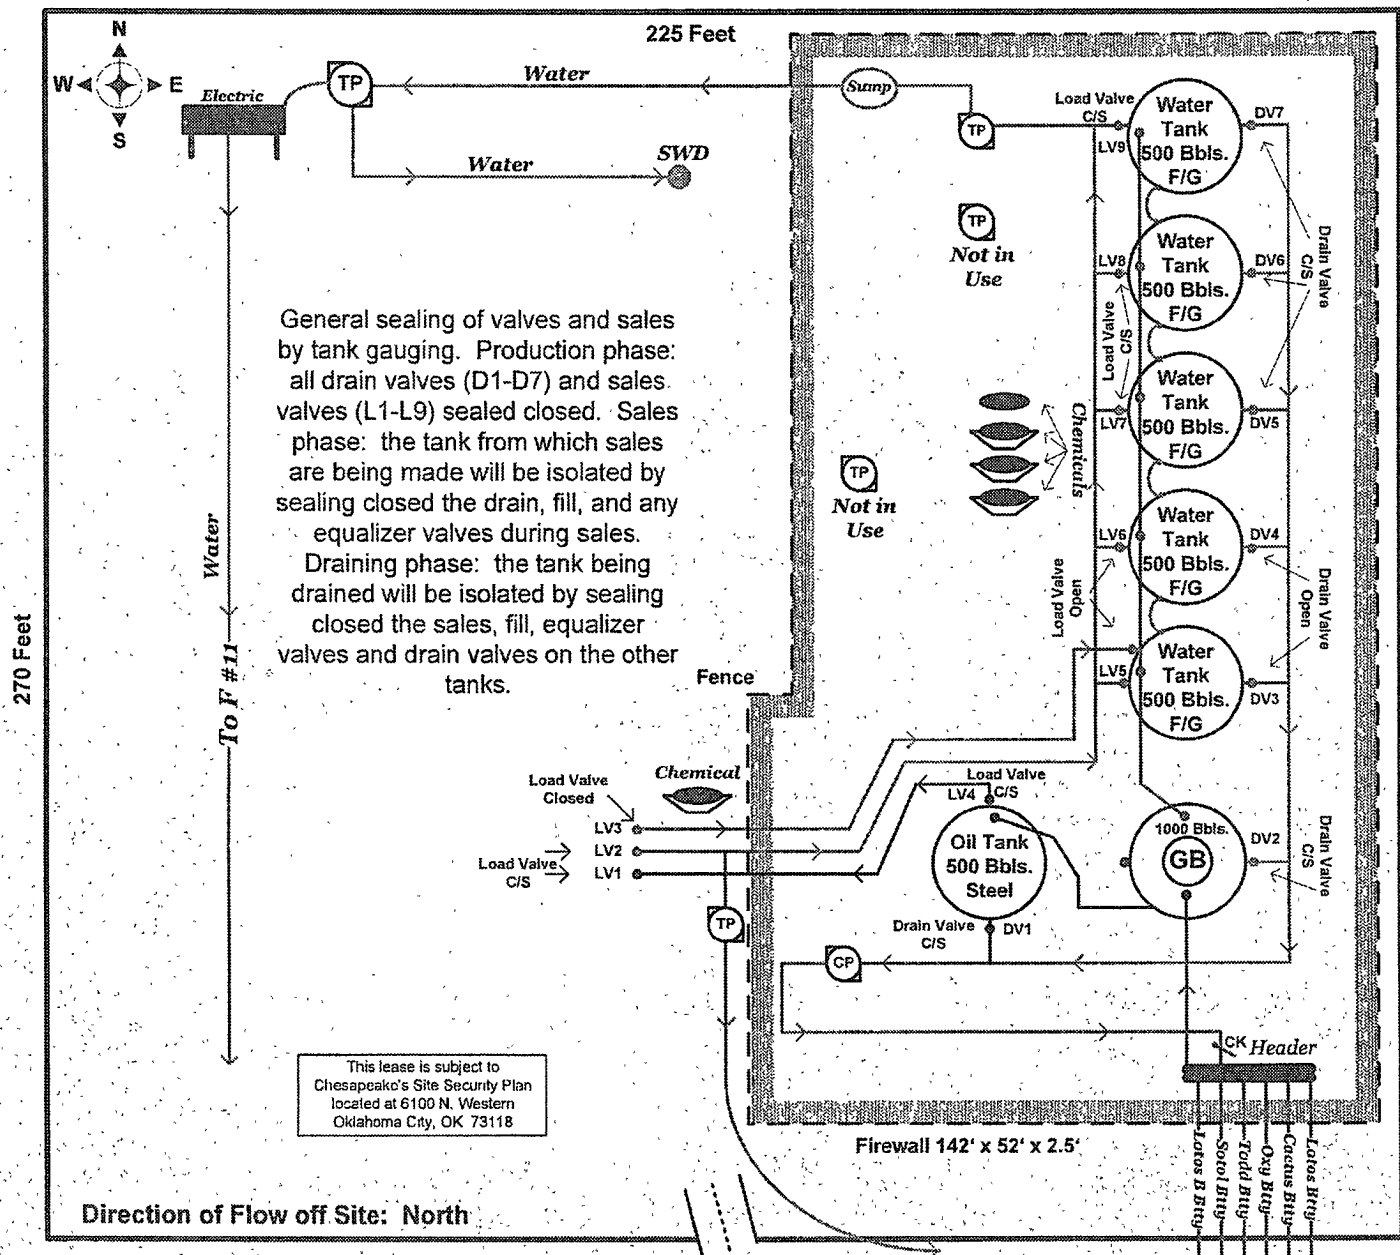 225 Feet
N
W
E
S
Electric
TP
Water
Sump
TP
Load Valve
C/S
LV9
Water
Tank
500 Bbls.
F/G
DV7
Water
SWD
TP
Not in
Use
LV8
Water
Tank
500 Bbls.
F/G
DV6
Drain Valve
C/S
Load Valve
C/S
General sealing of valves and sales
by tank gauging. Production phase:
all drain valves (D1-D7) and sales
valves (L1-L9) sealed closed. Sales
phase: the tank from which sales
are being made will be isolated by
sealing closed the drain, fill, and any
equalizer valves during sales.
Draining phase: the tank being
drained will be isolated by sealing
closed the sales, fill, equalizer
valves and drain valves on the other
tanks.
Chemicals
LV7
Water
Tank
500 Bbls.
F/G
DV5
TP
Not in
Use
LV6
Water
Tank
500 Bbls.
F/G
DV4
Load Valve
Open
Drain Valve
Open
LV5
Water
Tank
500 Bbls.
F/G
DV3
Water
To F #11
270 Feet
Fence
Load Valve
Closed
Chemical
LV3
LV2
LV1
Load Valve
C/S
Load Valve
C/S
LV4
Oil Tank
500 Bbls.
Steel
1000 Bbls.
GB
DV2
Drain Valve
C/S
TP
Drain Valve
C/S
DV1
CP
CK
Header
This lease is subject to
Chesapeake's Site Security Plan
located at 6100 N. Western
Oklahoma City, OK 73118
Firewall 142' x 52' x 2.5'
Lotos B Btty
Sotol Btty
Todd Btty
Oxy Btty
Cactus Btty
Lotos Btty
Direction of Flow off Site: North